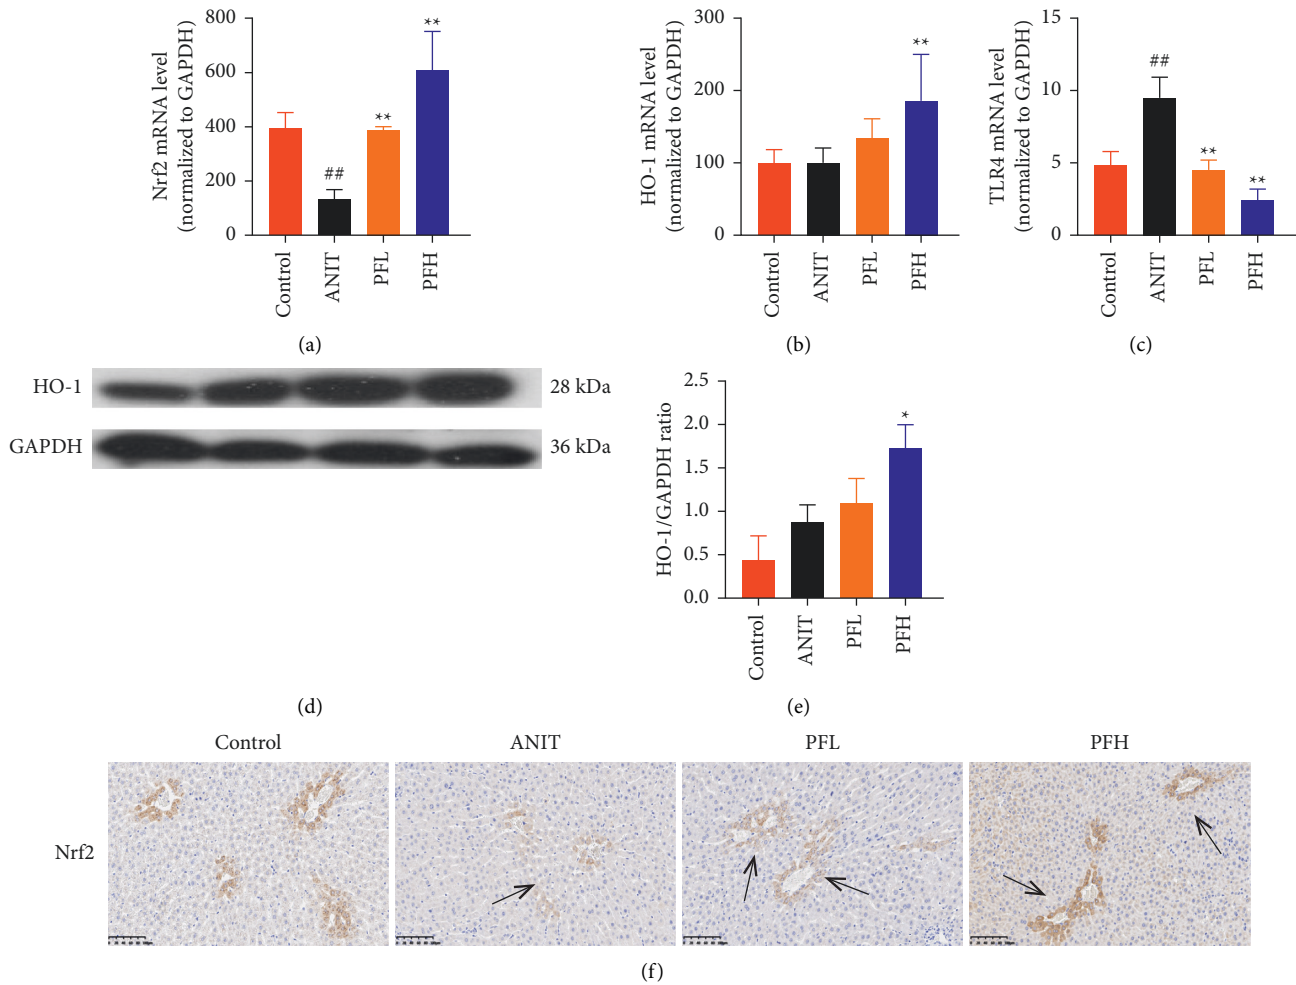 Nrf2 mRNA level
(normalized to GAPDH)
800
600
400
200
0
##
**
**
Control
ANIT
PFL
PFH
(a)
HO-1 mRNA level
(normalized to GAPDH)
300
200
100
0
**
Control
ANIT
PFL
PFH
(b)
TLR4 mRNA level
(normalized to GAPDH)
15
10
5
0
##
**
**
Control
ANIT
PFL
PFH
(c)
HO-1
28 kDa
GAPDH
36 kDa
(d)
HO-1/GAPDH ratio
2.5
2.0
1.5
1.0
0.5
0.0
*
Control
ANIT
PFL
PFH
(e)
Control
ANIT
PFL
PFH
Nrf2
(f)